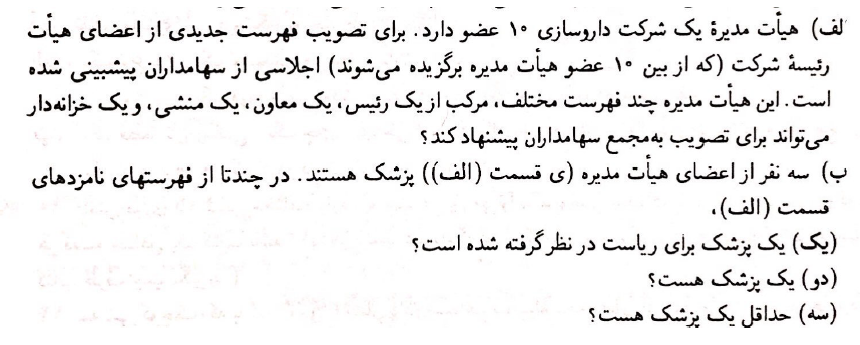 الف) هیأت مدیرهٔ یک شرکت داروسازی ۱۰ عضو دارد. برای تصویب فهرست جدیدی از اعضای هیأت
رئیسهٔ شرکت (که از بین ۱۰ عضو هیأت مدیره برگزیده می‌شوند) اجلاسی از سهامداران پیشبینی شده
است. این هیأت مدیره چند فهرست مختلف، مرکب از یک رئیس، یک معاون، یک منشی، و یک خزانه‌دار
می‌تواند برای تصویب به‌مجمع سهامداران پیشنهاد کند؟
ب) سه نفر از اعضای هیأت مدیره (ی قسمت (الف)) پزشک هستند. در چندتا از فهرستهای نامزدهای
قسمت (الف)،
(یک) یک پزشک برای ریاست در نظر گرفته شده است؟
(دو) یک پزشک هست؟
(سه) حداقل یک پزشک هست؟